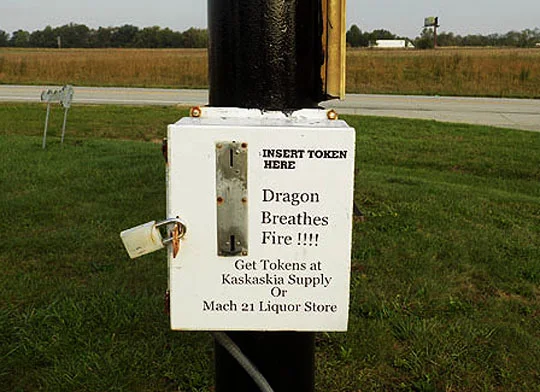 INSERT TOKEN
HERE
Dragon
Breathes
Fire !!!!
Get Tokens at
Kaskaskia Supply
Or
Mach 21 Liquor Store